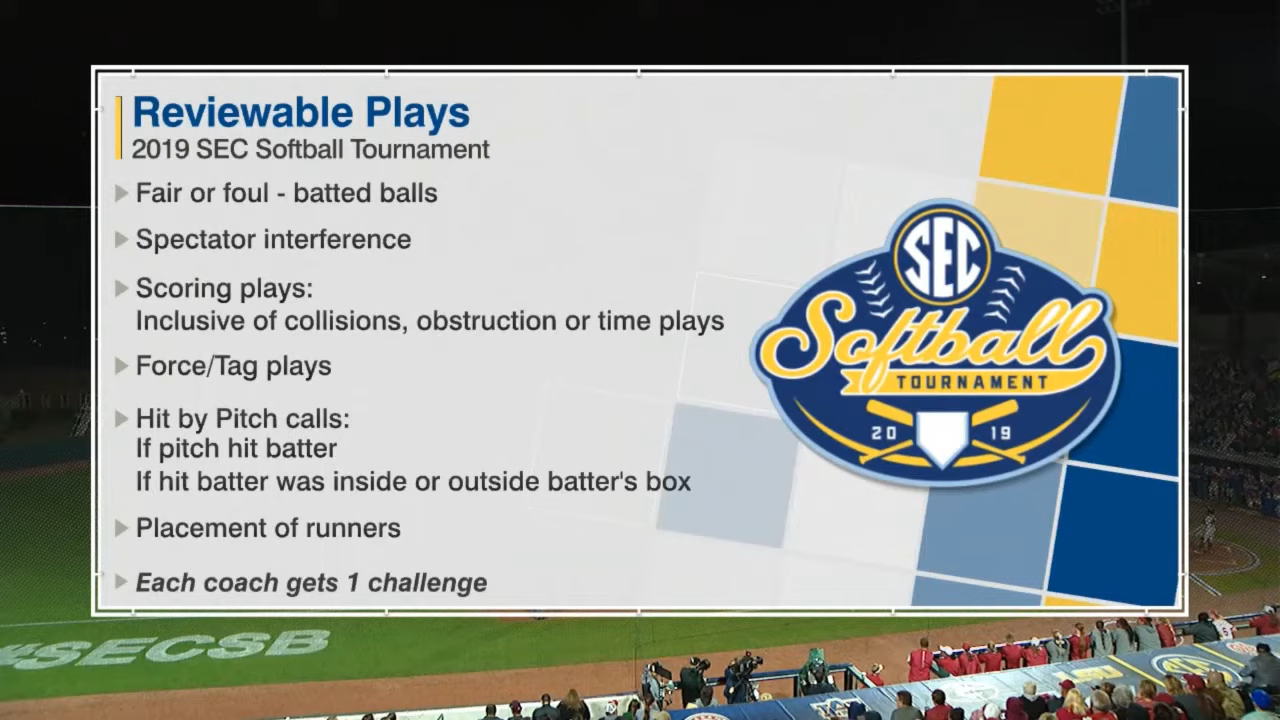 Reviewable Plays
2019 SEC Softball Tournament
Fair or foul - batted balls
Spectator interference
Scoring plays:
Inclusive of collisions, obstruction or time plays
Force/Tag plays
Hit by Pitch calls:
If pitch hit batter
If hit batter was inside or outside batter's box
Placement of runners
Each coach gets 1 challenge
SEC
Softball
TOURNAMENT
20 19
#SECSB